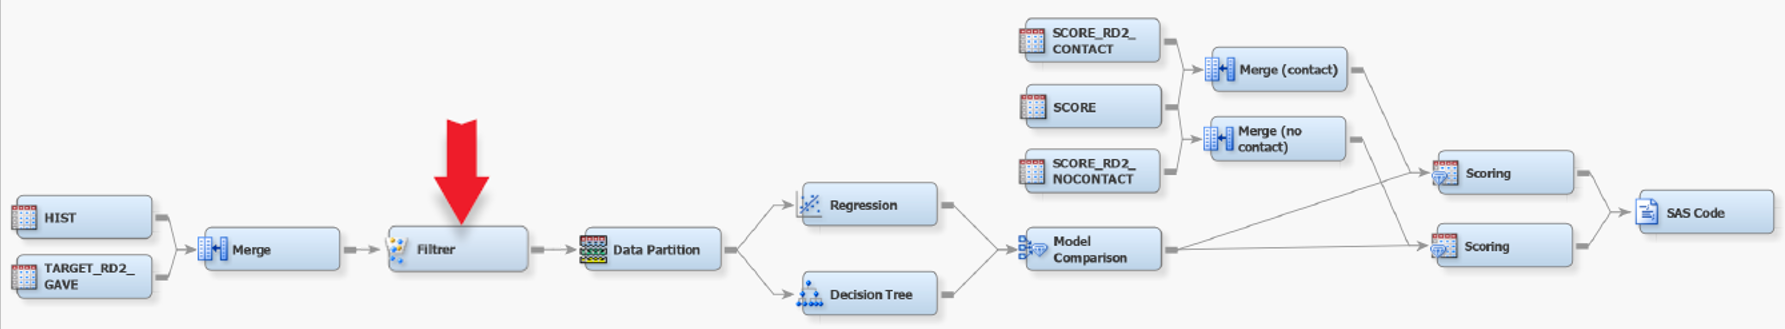 HIST
TARGET_RD2_
GAVE
Merge
Filtrer
Data Partition
Regression
Decision Tree
Model
Comparison
SCORE_RD2_
CONTACT
SCORE
SCORE_RD2_
NOCONTACT
Merge (contact)
Merge (no
contact)
Scoring
Scoring
SAS Code